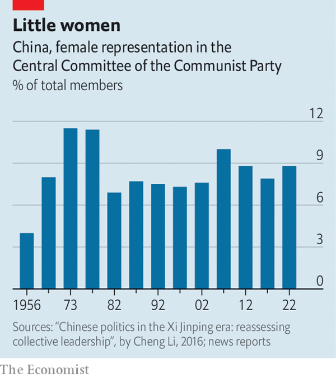 Little women
China, female representation in the
Central Committee of the Communist Party
% of total members
12
9
6
3
0
1956 73 82 92 02 12 22
Sources: “Chinese politics in the Xi Jinping era: reassessing
collective leadership”, by Cheng Li, 2016; news reports
The Economist